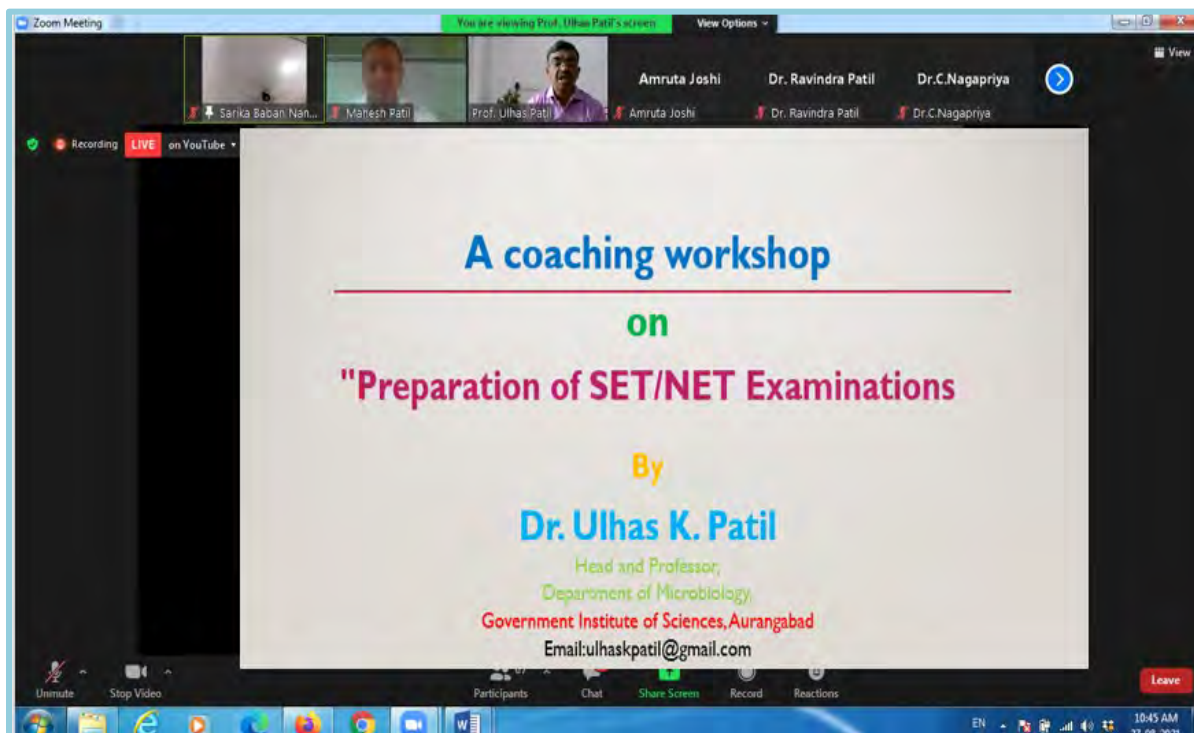 Zoom Meeting
You are viewing Prof. Ulhas Patil's screen
View Options
View
Amruta Joshi
Dr. Ravindra Patil
Dr.C.Nagapriya
Sarika Baban Nan...
Mahesh Patil
Prof. Ulhas Patil
Amruta Joshi
Dr. Ravindra Patil
Dr.C.Nagapriya
Recording
LIVE
on YouTube
A coaching workshop
on
"Preparation of SET/NET Examinations
By
Dr. Ulhas K. Patil
Head and Professor,
Department of Microbiology,
Government Institute of Sciences, Aurangabad
Email:ulhaskpatil@gmail.com
Unmute
Stop Video
Participants
Chat
Share Screen
Record
Reactions
Leave
EN
10:45 AM